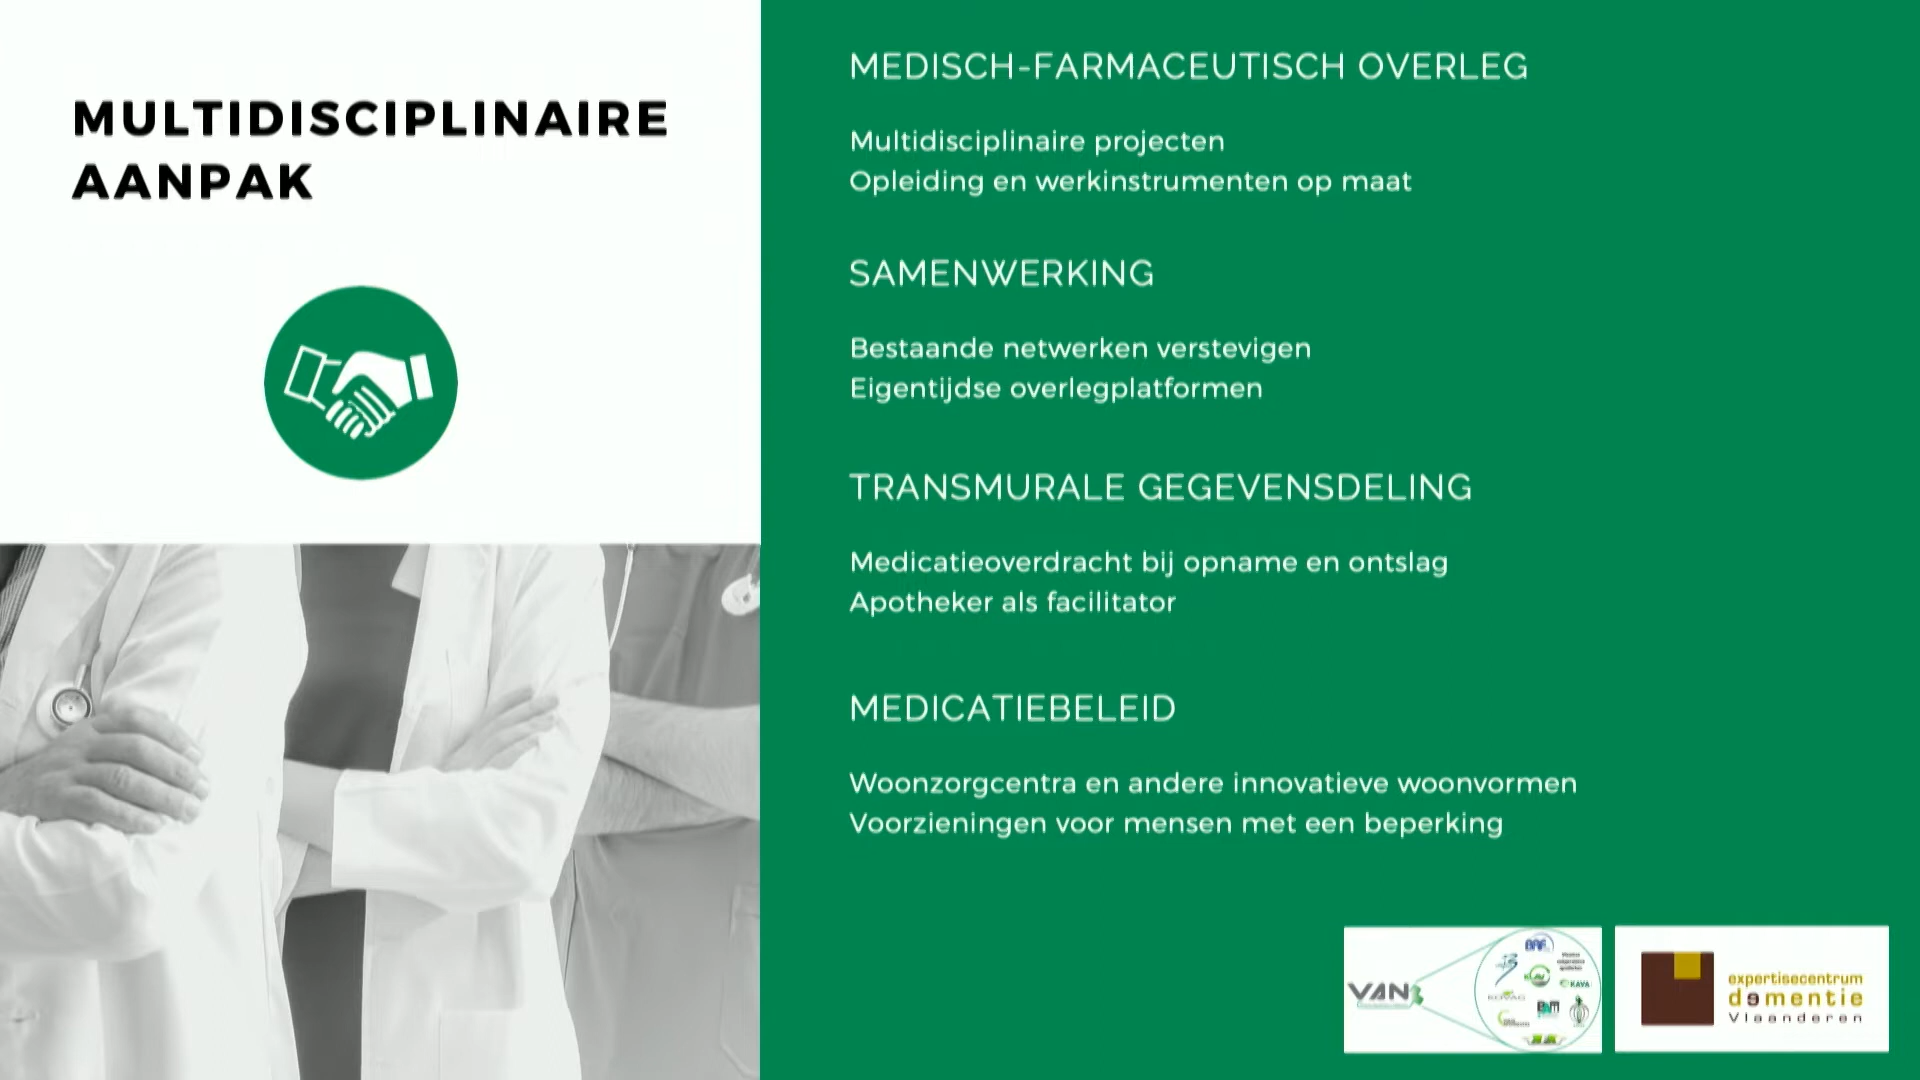 MULTIDISCIPLINAIRE
AANPAK
MEDISCH-FARMACEUTISCH OVERLEG
Multidisciplinaire projecten
Opleiding en werkinstrumenten op maat
SAMENWERKING
Bestaande netwerken verstevigen
Eigentijdse overlegplatformen
TRANSMURALE GEGEVENSDELING
Medicatieoverdracht bij opname en ontslag
Apotheker als facilitator
MEDICATIEBELEID
Woonzorgcentra en andere innovatieve woonvormen
Voorzieningen voor mensen met een beperking
VAN
KAVA
expertisecentrum
dementie
Vlaanderen